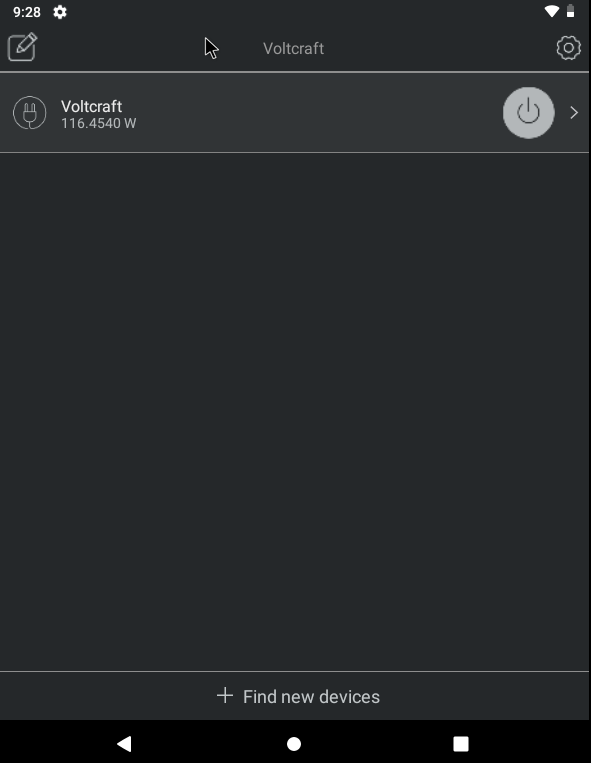 9:28
Voltcraft
Voltcraft
116.4540 W
Find new devices